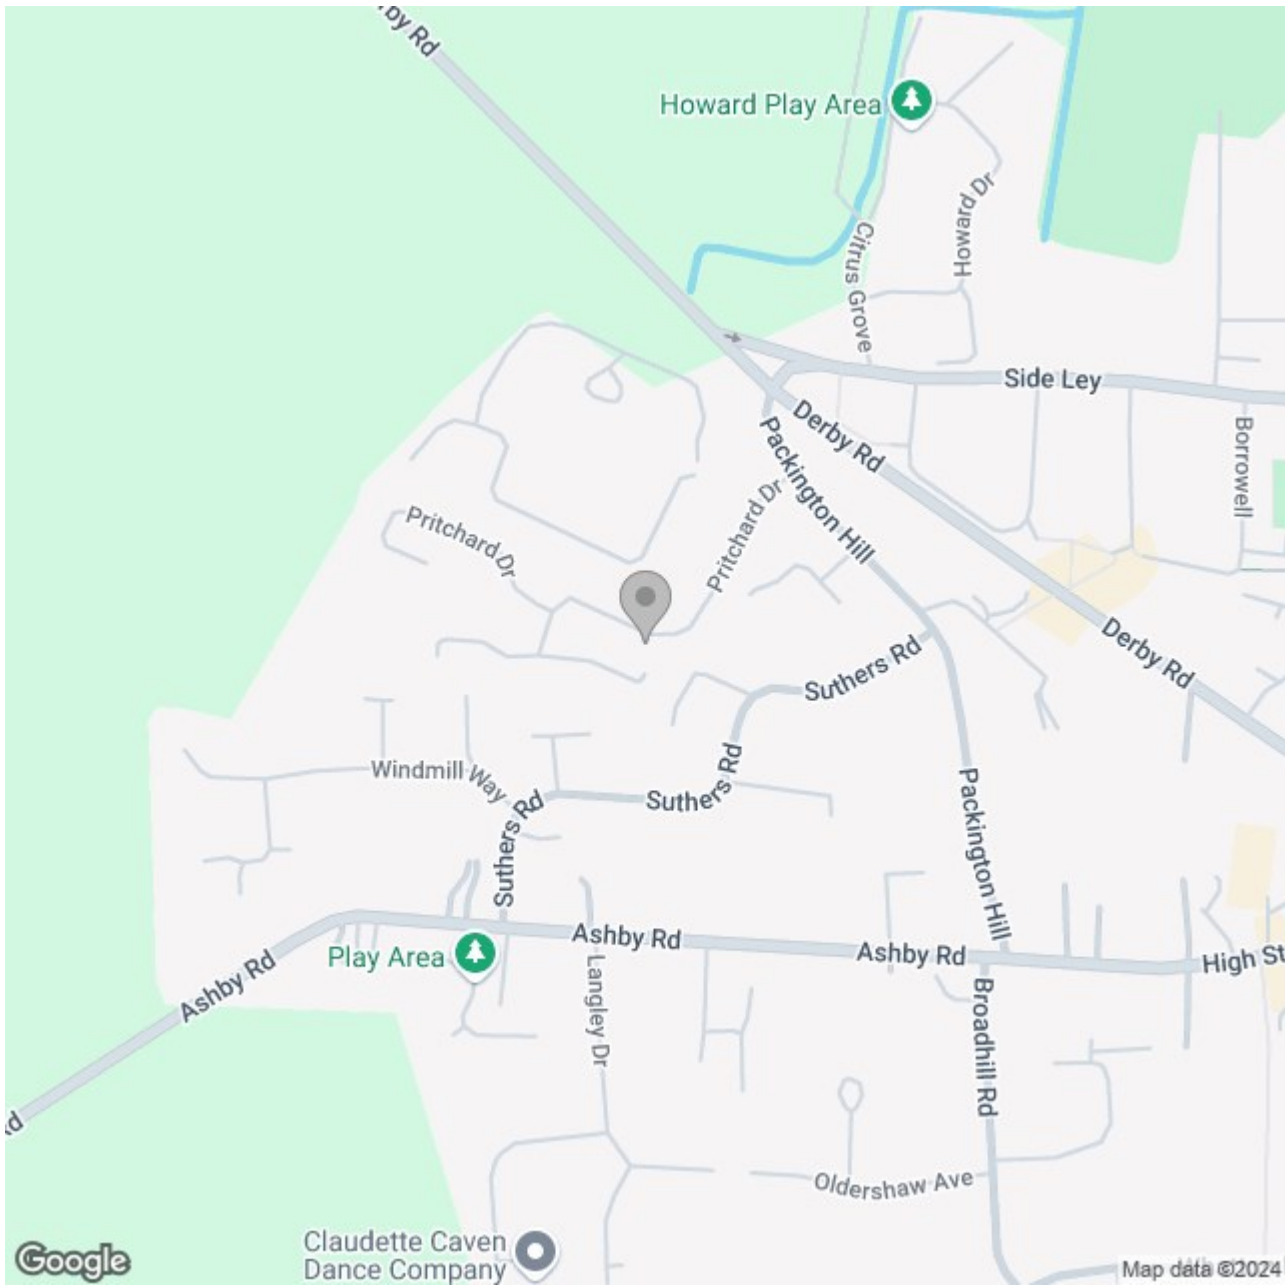 rby Rd
Howard Play Area
Howard Dr
Citrus Grove
Side Ley
Derby Rd
Packington Hill
Borrowell
Pritchard Dr
Pritchard Dr
Derby Rd
Suthers Rd
Windmill Way
Suthers Rd
Suthers Rd
Packington Hill
Ashby Rd
Ashby Rd
High St
Play Area
Ashby Rd
Langley Dr
Broadhill Rd
Rd
Oldershaw Ave
Claudette Caven
Dance Company
Google
Map data ©2024